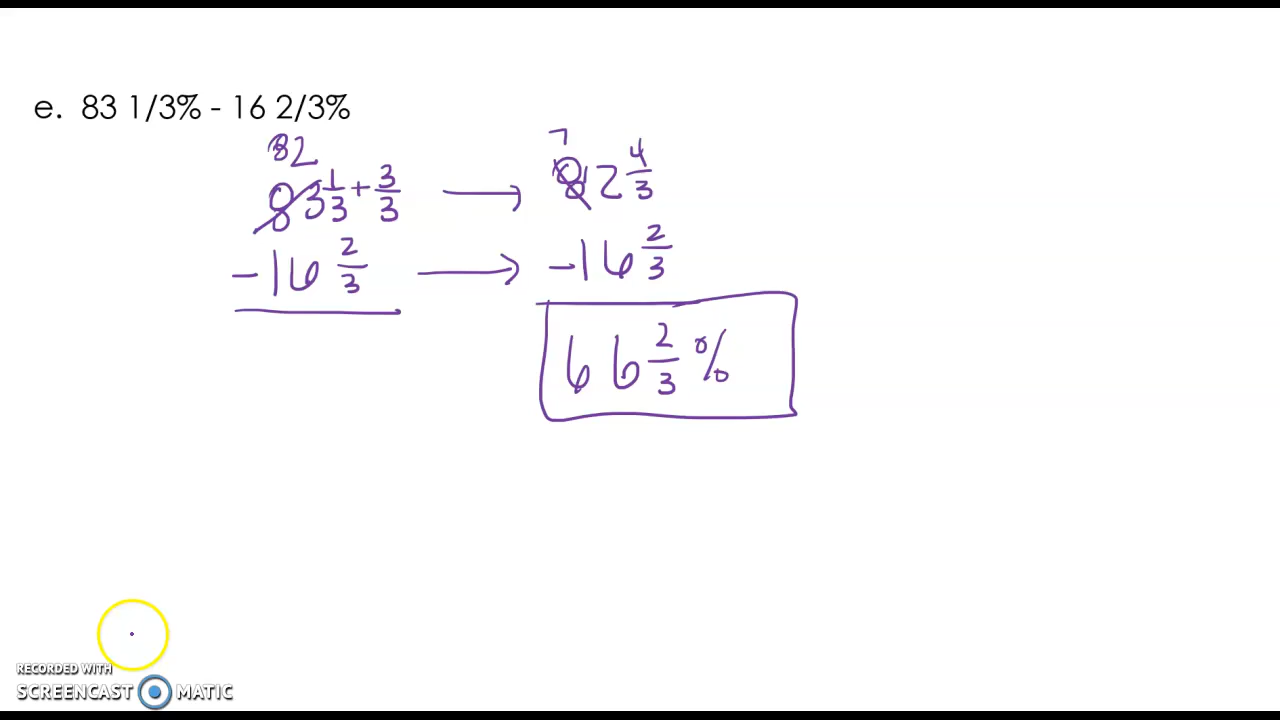 e. 83 1/3% - 16 2/3%
82
83 1/3 + 3/3
-16 2/3
7
82 4/3
-16 2/3
66 2/3 %
RECORDED WITH
SCREENCAST MATIC